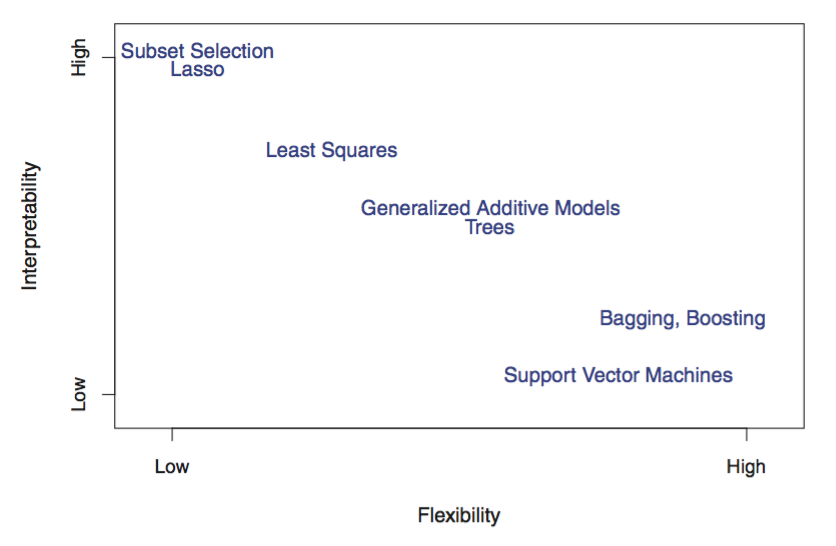 High
Subset Selection
Lasso
Least Squares
Generalized Additive Models
Trees
Interpretability
Bagging, Boosting
Support Vector Machines
Low
Low
High
Flexibility